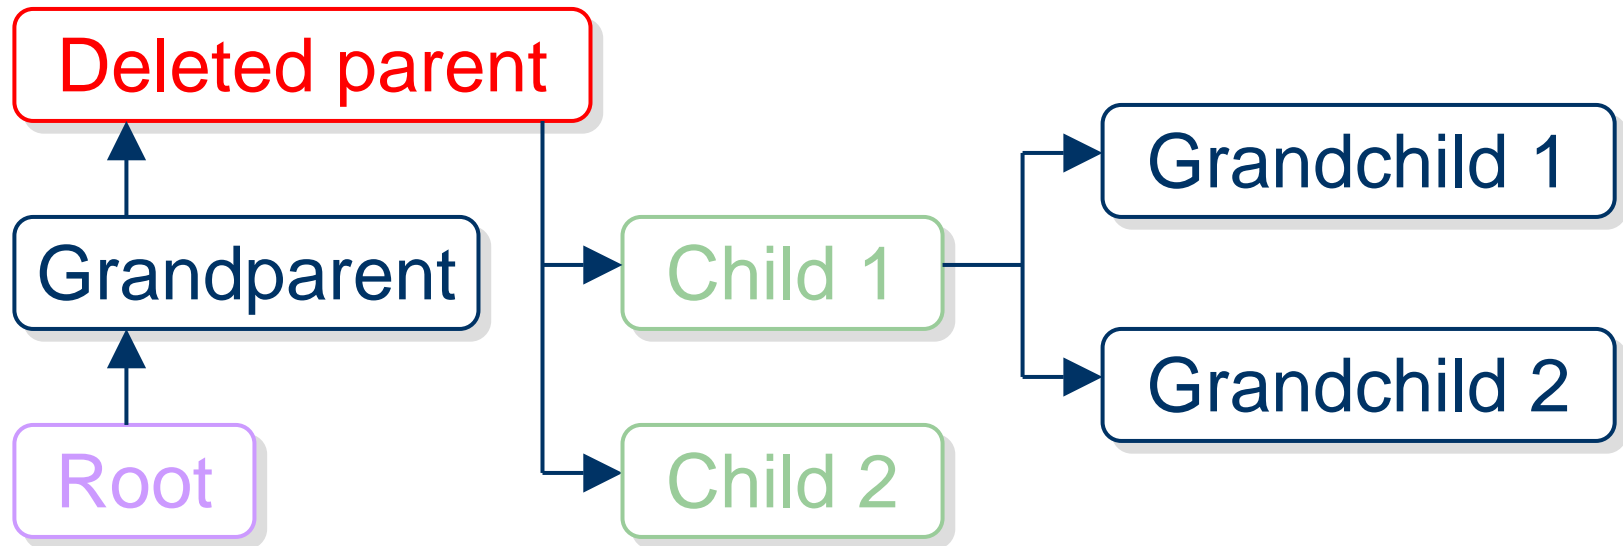 Deleted parent
Grandparent
Root
Child 1
Child 2
Grandchild 1
Grandchild 2